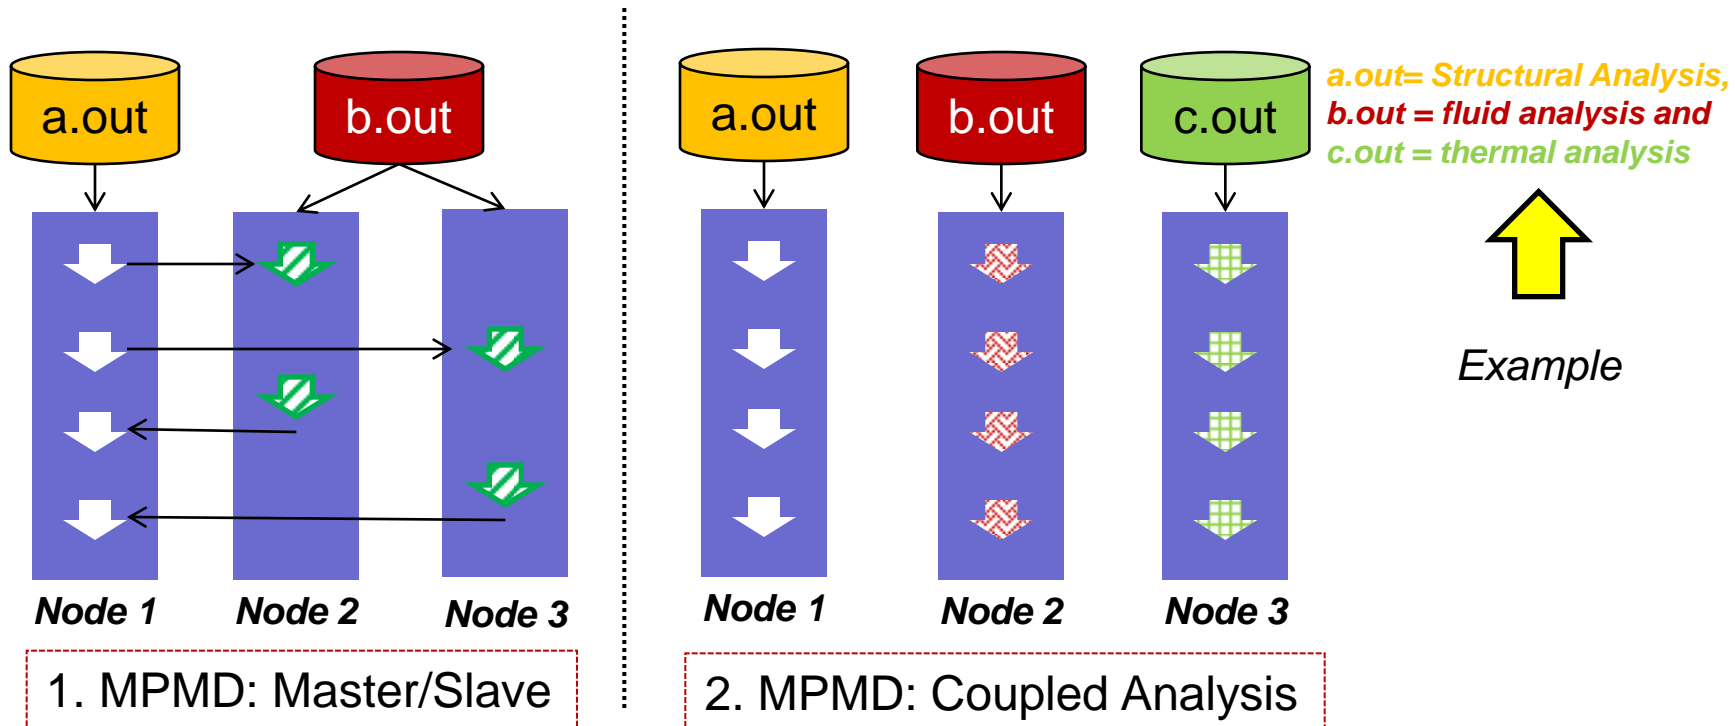 a.out
b.out
Node 1
Node 2
Node 3
1. MPMD: Master/Slave
a.out
b.out
c.out
a.out= Structural Analysis,
b.out = fluid analysis and
c.out = thermal analysis
Example
Node 1
Node 2
Node 3
2. MPMD: Coupled Analysis